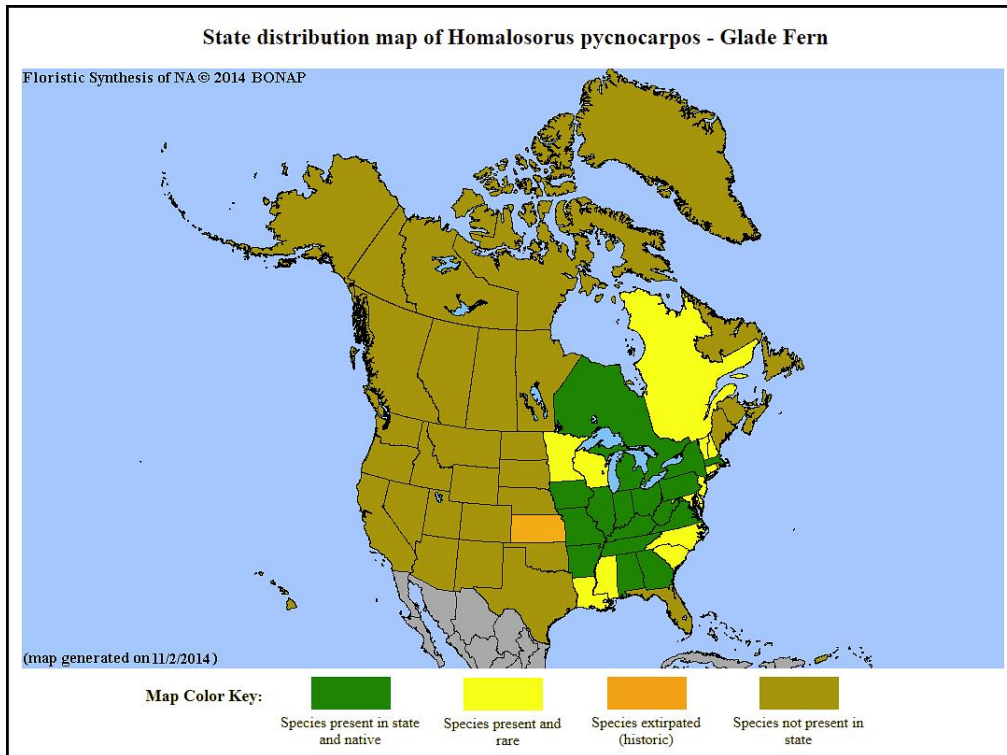 State distribution map of Homalosorus pycnocarpos - Glade Fern
Floristic Synthesis of NA © 2014 BONAP
(map generated on 11/2/2014)
Map Color Key:
Species present in state and native
Species present and rare
Species extirpated (historic)
Species not present in state